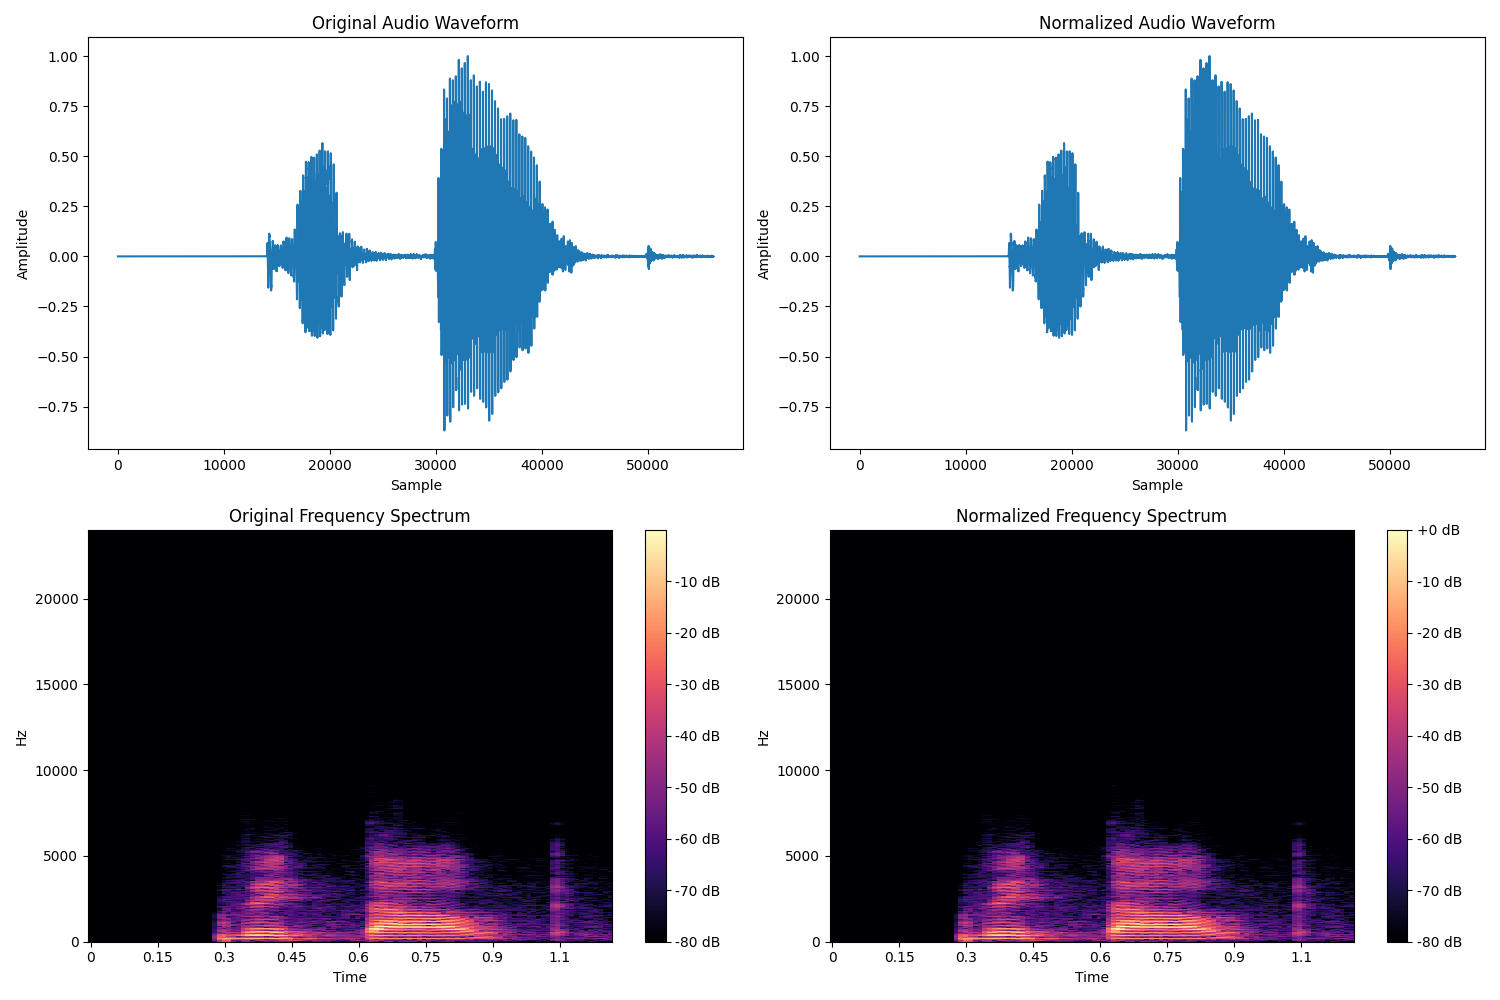 Original Audio Waveform
1.00
0.75
0.50
0.25
0.00
−0.25
−0.50
−0.75
Amplitude
0 10000 20000 30000 40000 50000
Sample
Normalized Audio Waveform
1.00
0.75
0.50
0.25
0.00
−0.25
−0.50
−0.75
Amplitude
0 10000 20000 30000 40000 50000
Sample
Original Frequency Spectrum
20000
15000
10000
5000
0
Hz
0 0.15 0.3 0.45 0.6 0.75 0.9 1.1
Time
-10 dB
-20 dB
-30 dB
-40 dB
-50 dB
-60 dB
-70 dB
-80 dB
Normalized Frequency Spectrum
20000
15000
10000
5000
0
Hz
0 0.15 0.3 0.45 0.6 0.75 0.9 1.1
Time
+0 dB
-10 dB
-20 dB
-30 dB
-40 dB
-50 dB
-60 dB
-70 dB
-80 dB